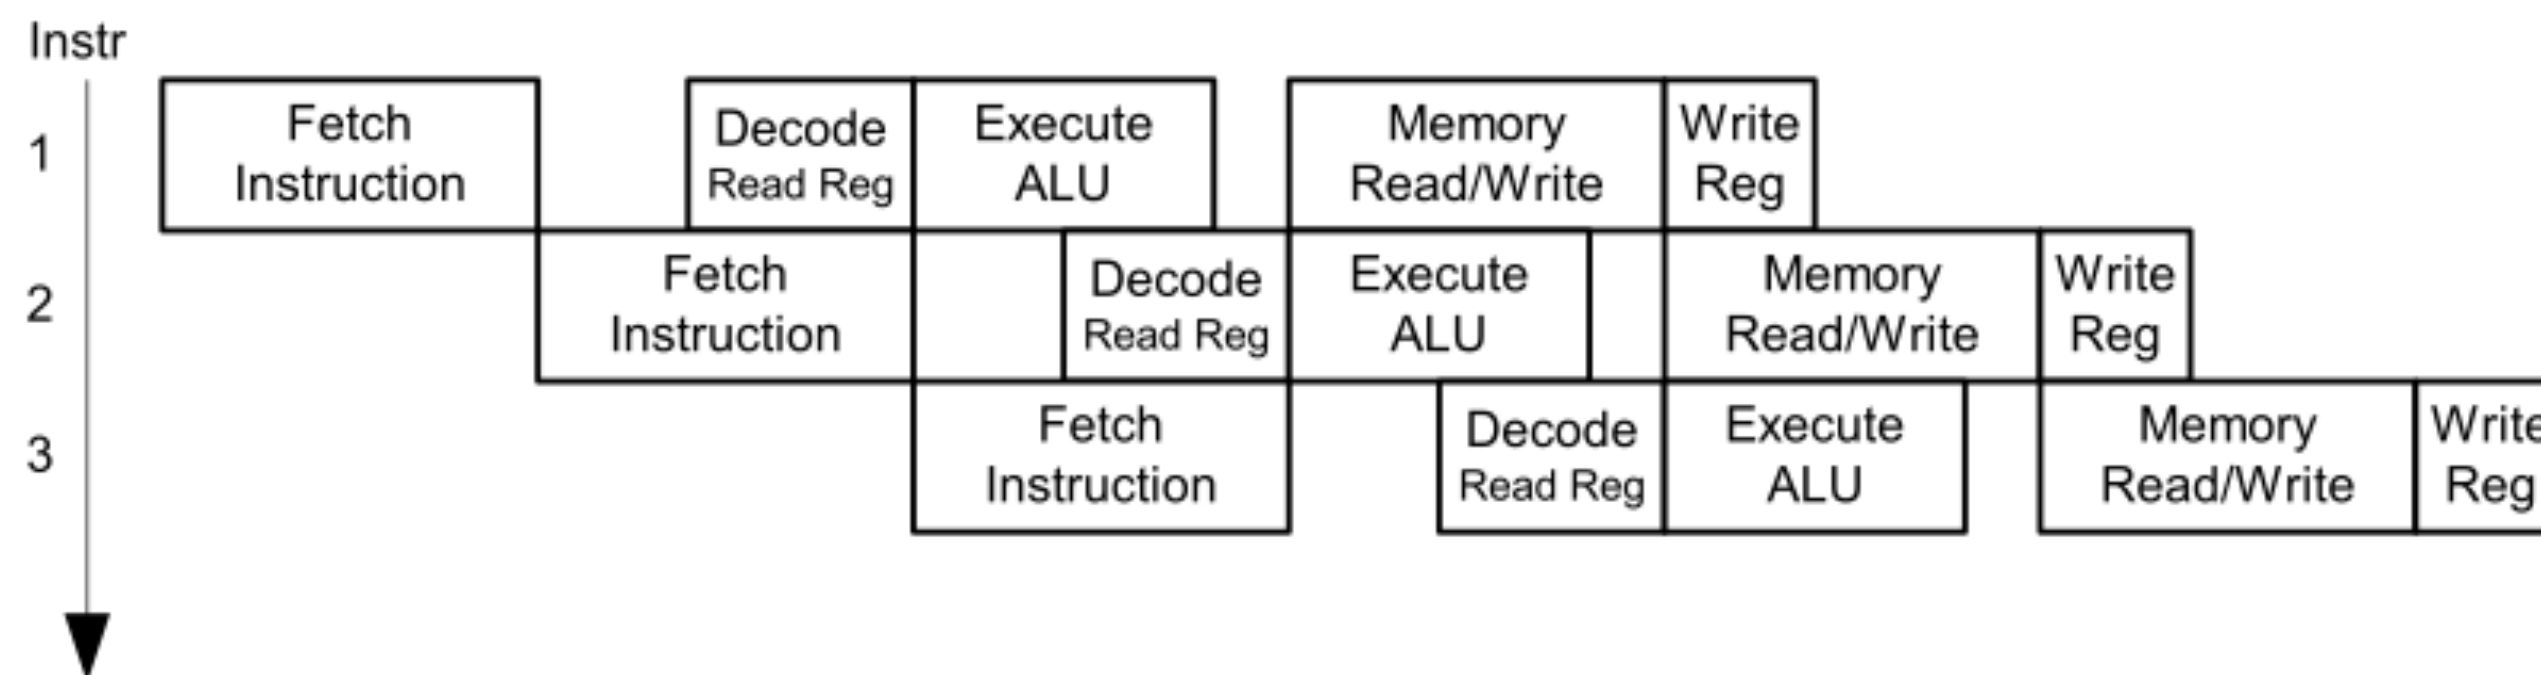 Instr
1
Fetch
Instruction
Decode
Read Reg
Execute
ALU
Memory
Read/Write
Write
Reg
2
Fetch
Instruction
Decode
Read Reg
Execute
ALU
Memory
Read/Write
Write
Reg
3
Fetch
Instruction
Decode
Read Reg
Execute
ALU
Memory
Read/Write
Write
Reg